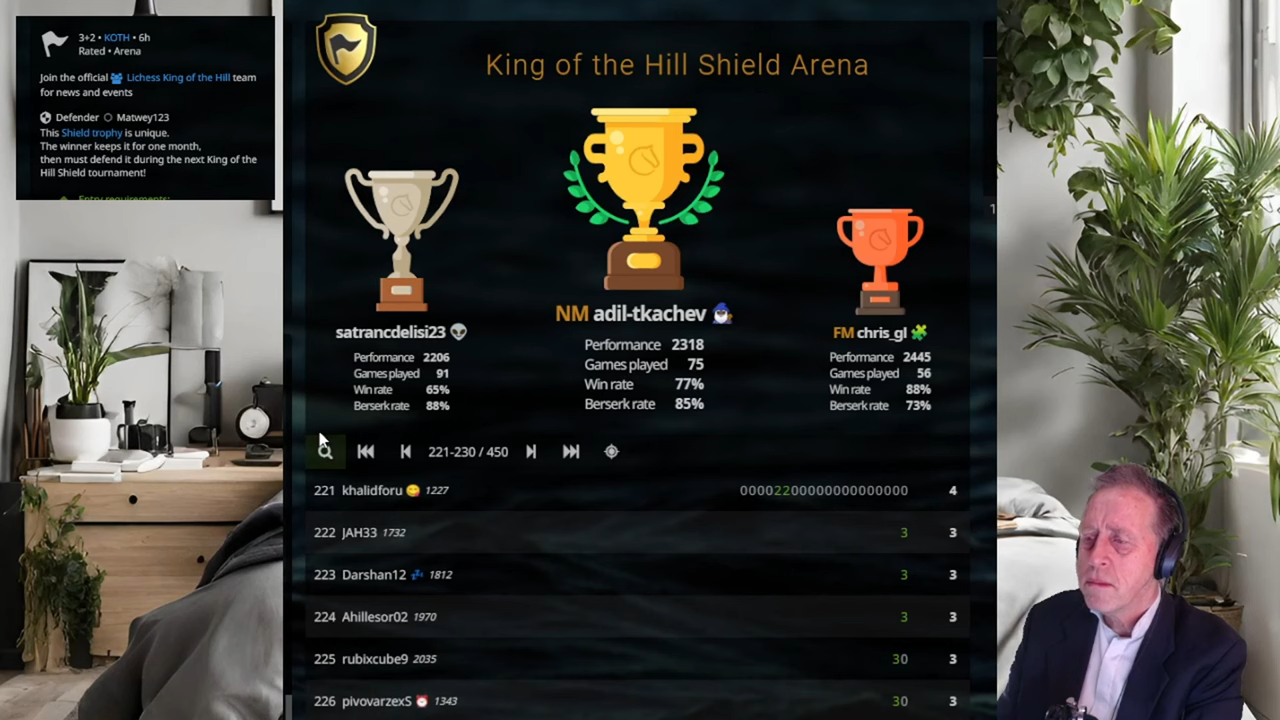 3+2 • KOTH • 6h
Rated • Arena
Join the official Lichess King of the Hill team
for news and events
Defender Matwey123
This Shield trophy is unique.
The winner keeps it for one month,
then must defend it during the next King of the
Hill Shield tournament!
Entry requirements:
King of the Hill Shield Arena
satrancdelisi23
Performance 2206
Games played 91
Win rate 65%
Berserk rate 88%
NM adil-tkachev
Performance 2318
Games played 75
Win rate 77%
Berserk rate 85%
FM chris_gl
Performance 2445
Games played 56
Win rate 88%
Berserk rate 73%
1
221-230 / 450
221 khalidforu 1227 0000220000000000000 4
222 JAH33 1732 3 3
223 Darshan12 1812 3 3
224 Ahillesor02 1970 3 3
225 rubixcube9 2035 30 3
226 pivovarzexS 1343 30 3